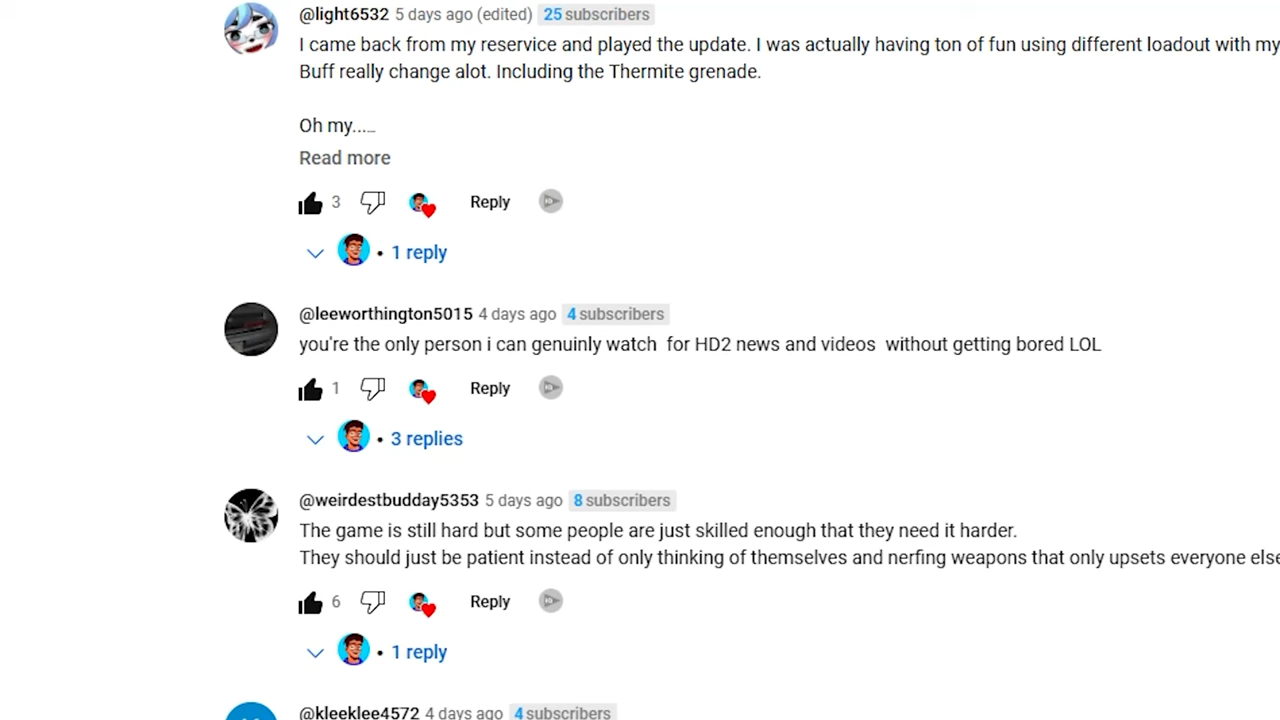 @light6532 5 days ago (edited) 25 subscribers
I came back from my reservice and played the update. I was actually having ton of fun using different loadout with my
Buff really change alot. Including the Thermite grenade.
Oh my.....
Read more
3 Reply
1 reply
@leeworthington5015 4 days ago 4 subscribers
you're the only person i can genuinly watch  for HD2 news and videos  without getting bored LOL
1 Reply
3 replies
@weirdestbudday5353 5 days ago 8 subscribers
The game is still hard but some people are just skilled enough that they need it harder.
They should just be patient instead of only thinking of themselves and nerfing weapons that only upsets everyone else
6 Reply
1 reply
@kleeklee4572 4 days ago 4 subscribers